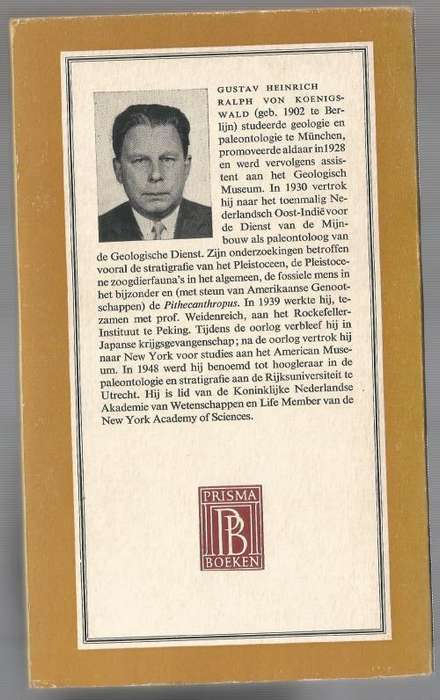 GUSTAV HEINRICH
RALPH VON KOENIGS-
WALD (geb. 1902 te Ber-
lijn) studeerde geologie en
paleontologie te München,
promoveerde aldaar in 1928
en werd vervolgens assis-
tent aan het Geologisch
Museum. In 1930 vertrok
hij naar het toenmalig Ne-
derlandsch Oost-Indië voor
de Dienst van de Mijn-
bouw als paleontoloog van
de Geologische Dienst. Zijn onderzoekingen betroffen
vooral de stratigrafie van het Pleistoceen, de Pleistoce-
ne zoogdierfauna's in het algemeen, de fossiele mens in
het bijzonder en (met steun van Amerikaanse Genoot-
schappen) de Pithecanthropus. In 1939 werkte hij, te-
zamen met prof. Weidenreich, aan het Rockefeller-
Instituut te Peking. Tijdens de oorlog verbleef hij in
Japanse krijgsgevangenschap; na de oorlog vertrok hij
naar New York voor studies aan het American Muse-
um. In 1948 werd hij benoemd tot hoogleraar in de
paleontologie en stratigrafie aan de Rijksuniversiteit te
Utrecht. Hij is lid van de Koninklijke Nederlandse
Akademie van Wetenschappen en Life Member van de
New York Academy of Sciences.
PRISMA
PB
BOEKEN